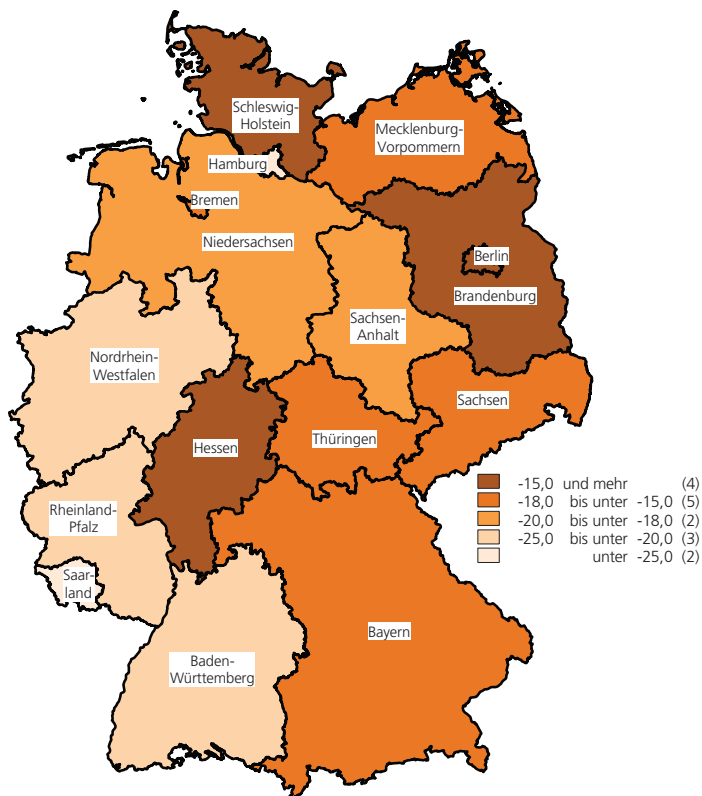 Schleswig-
Holstein
Mecklenburg-
Vorpommern
Hamburg
Bremen
Niedersachsen
Berlin
Brandenburg
Sachsen-
Anhalt
Nordrhein-
Westfalen
Sachsen
Thüringen
Hessen
Rheinland-
Pfalz
Saar-
land
Bayern
Baden-
Württemberg
-15,0 und mehr (4)
-18,0 bis unter -15,0 (5)
-20,0 bis unter -18,0 (2)
-25,0 bis unter -20,0 (3)
unter -25,0 (2)